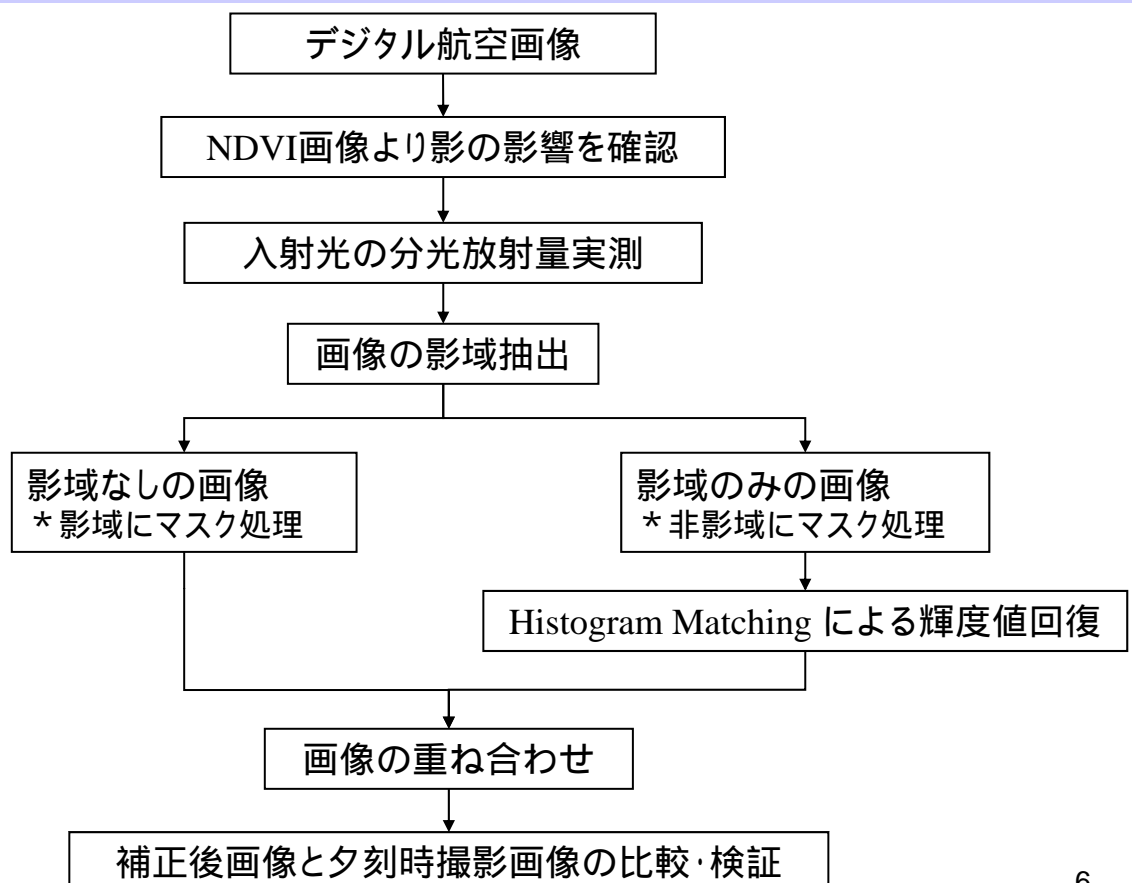 デジタル航空画像
NDVI画像より影の影響を確認
入射光の分光放射量実測
画像の影域抽出
影域なしの画像
＊影域にマスク処理
影域のみの画像
＊非影域にマスク処理
Histogram Matching による輝度値回復
画像の重ね合わせ
補正後画像と夕刻時撮影画像の比較・検証
6